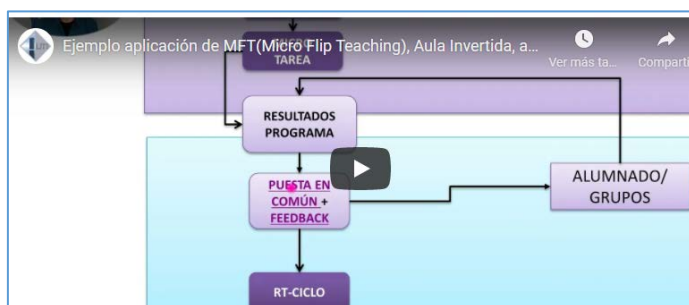 Ejemplo aplicación de MFT(Micro Flip Teaching), Aula Invertida, a...
Ver más ta...
Comparti
TAREA
RESULTADOS
PROGRAMA
PUESTA EN
COMÚN +
FEEDBACK
ALUMNADO/
GRUPOS
RT-CICLO